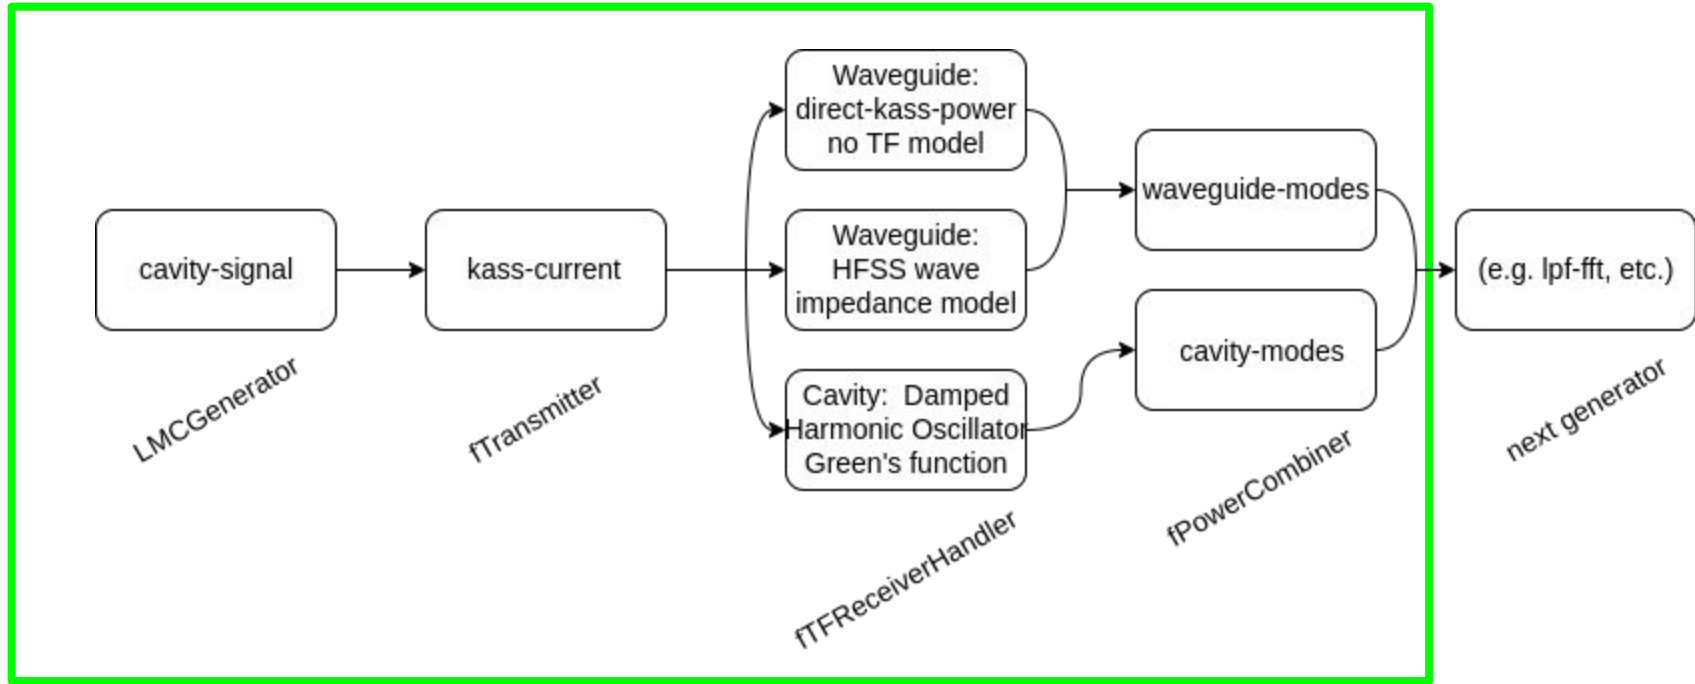 cavity-signal
LMCGenerator
kass-current
fTransmitter
Waveguide:
direct-kass-power
no TF model
Waveguide:
HFSS wave
impedance model
Cavity: Damped
Harmonic Oscillator
Green's function
fTFReceiverHandler
waveguide-modes
cavity-modes
fPowerCombiner
(e.g. lpf-fft, etc.)
next generator